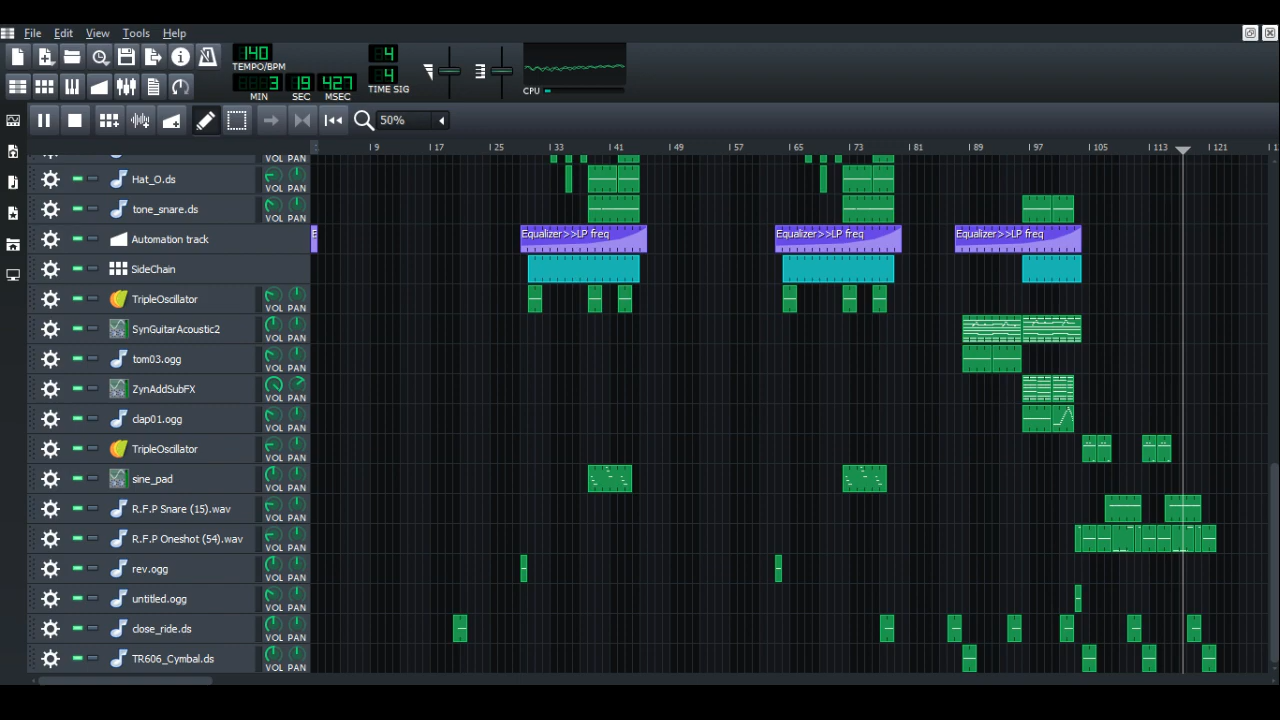 File Edit View Tools Help
140
TEMPO/BPM
3 19 427
MIN SEC MSEC
4
4
TIME SIG
CPU
50%
9 17 25 33 41 49 57 65 73 81 89 97 105 113 121
VOL PAN
Hat_O.ds VOL PAN
tone_snare.ds VOL PAN
Automation track Equalizer>>LP freq Equalizer>>LP freq Equalizer>>LP freq
SideChain
TripleOscillator VOL PAN
SynGuitarAcoustic2 VOL PAN
tom03.ogg VOL PAN
ZynAddSubFX VOL PAN
clap01.ogg VOL PAN
TripleOscillator VOL PAN
sine_pad VOL PAN
R.F.P Snare (15).wav VOL PAN
R.F.P Oneshot (54).wav VOL PAN
rev.ogg VOL PAN
untitled.ogg VOL PAN
close_ride.ds VOL PAN
TR606_Cymbal.ds VOL PAN